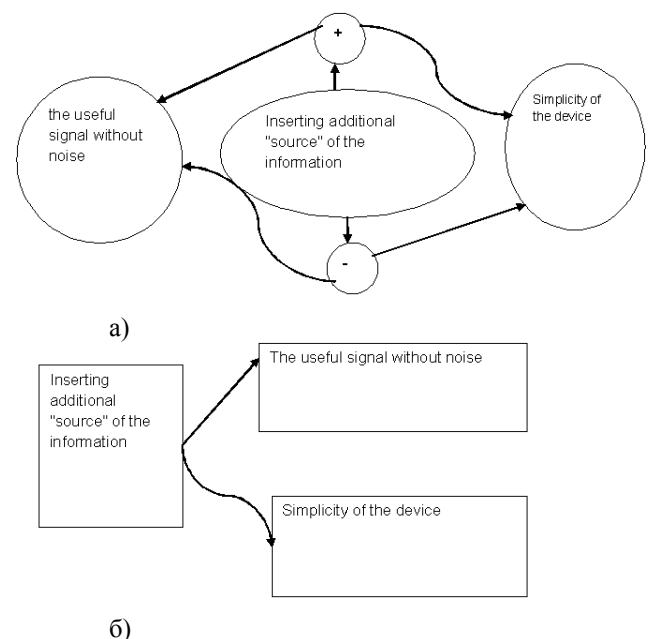 +
the useful
signal without
noise
Inserting additional
"source" of the
information
Simplicity of
the device
-
а)
Inserting
additional
"source" of the
information
The useful signal without noise
Simplicity of the device
б)